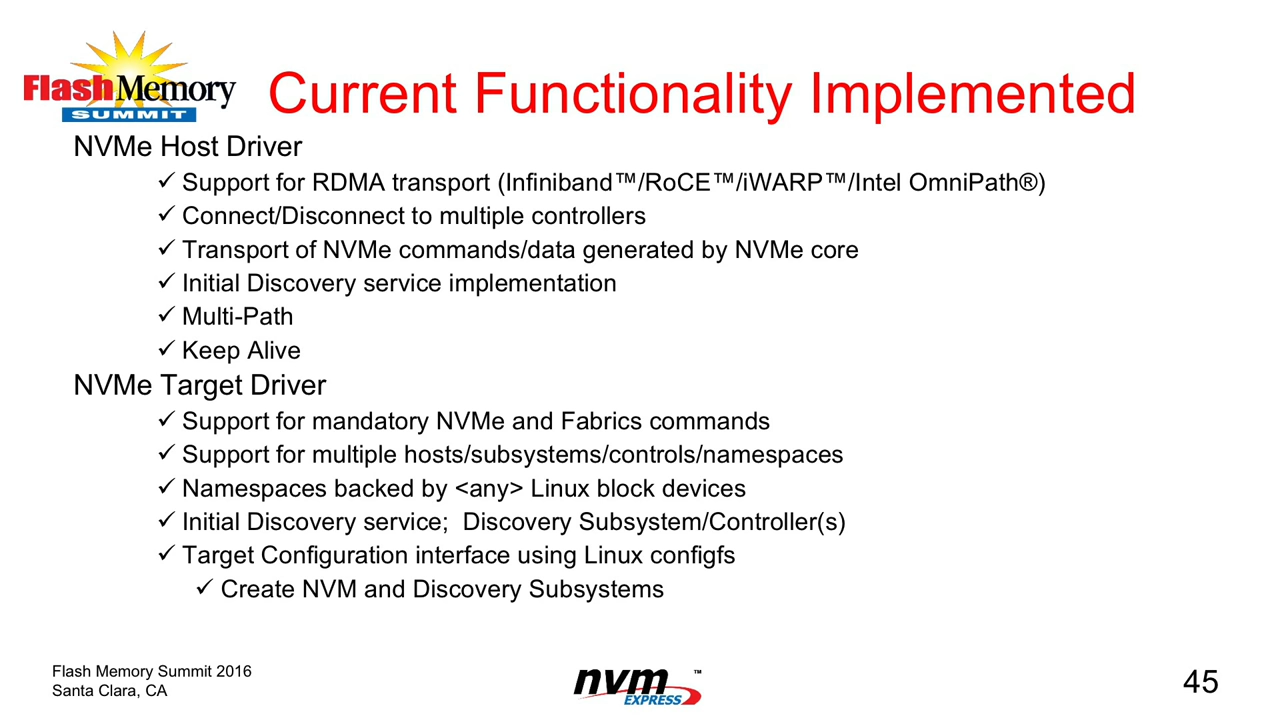 Flash Memory
SUMMIT
Current Functionality Implemented
NVMe Host Driver
✓ Support for RDMA transport (Infiniband™/RoCE™/iWARP™/Intel OmniPath®)
✓ Connect/Disconnect to multiple controllers
✓ Transport of NVMe commands/data generated by NVMe core
✓ Initial Discovery service implementation
✓ Multi-Path
✓ Keep Alive
NVMe Target Driver
✓ Support for mandatory NVMe and Fabrics commands
✓ Support for multiple hosts/subsystems/controls/namespaces
✓ Namespaces backed by <any> Linux block devices
✓ Initial Discovery service;  Discovery Subsystem/Controller(s)
✓ Target Configuration interface using Linux configfs
✓ Create NVM and Discovery Subsystems
Flash Memory Summit 2016
Santa Clara, CA
nvm ™
EXPRESS
45